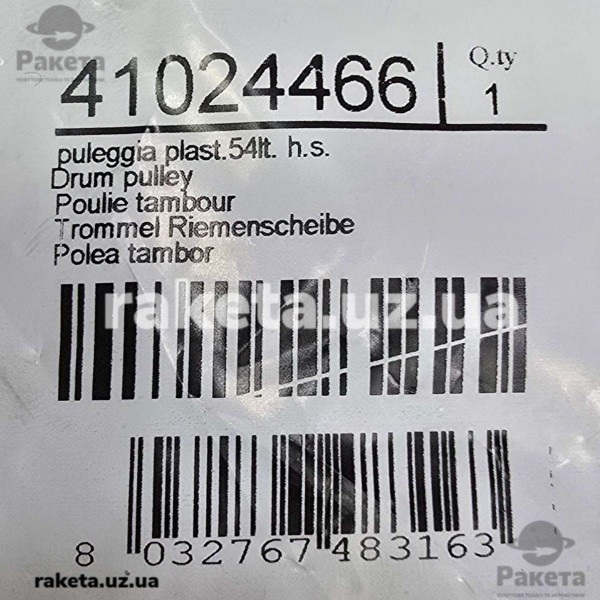 Ракета
41024466
Q.ty
1
puleggia plast.54lt. h.s.
Drum pulley
Poulie tambour
Trommel Riemenscheibe
Polea tambor
raketa.uz.ua
8 032767 483163
raketa.uz.ua
Ракета